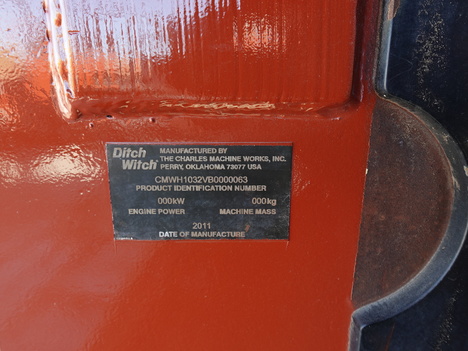 Ditch Witch MANUFACTURED BY
THE CHARLES MACHINE WORKS, INC.
PERRY, OKLAHOMA 73077 USA
CMWH1032VB0000063
PRODUCT IDENTIFICATION NUMBER
000kW 000kg
ENGINE POWER MACHINE MASS
2011
DATE OF MANUFACTURE